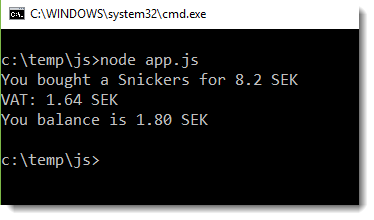 C:\WINDOWS\system32\cmd.exe
c:\temp\js>node app.js
You bought a Snickers for 8.2 SEK
VAT: 1.64 SEK
You balance is 1.80 SEK
c:\temp\js>